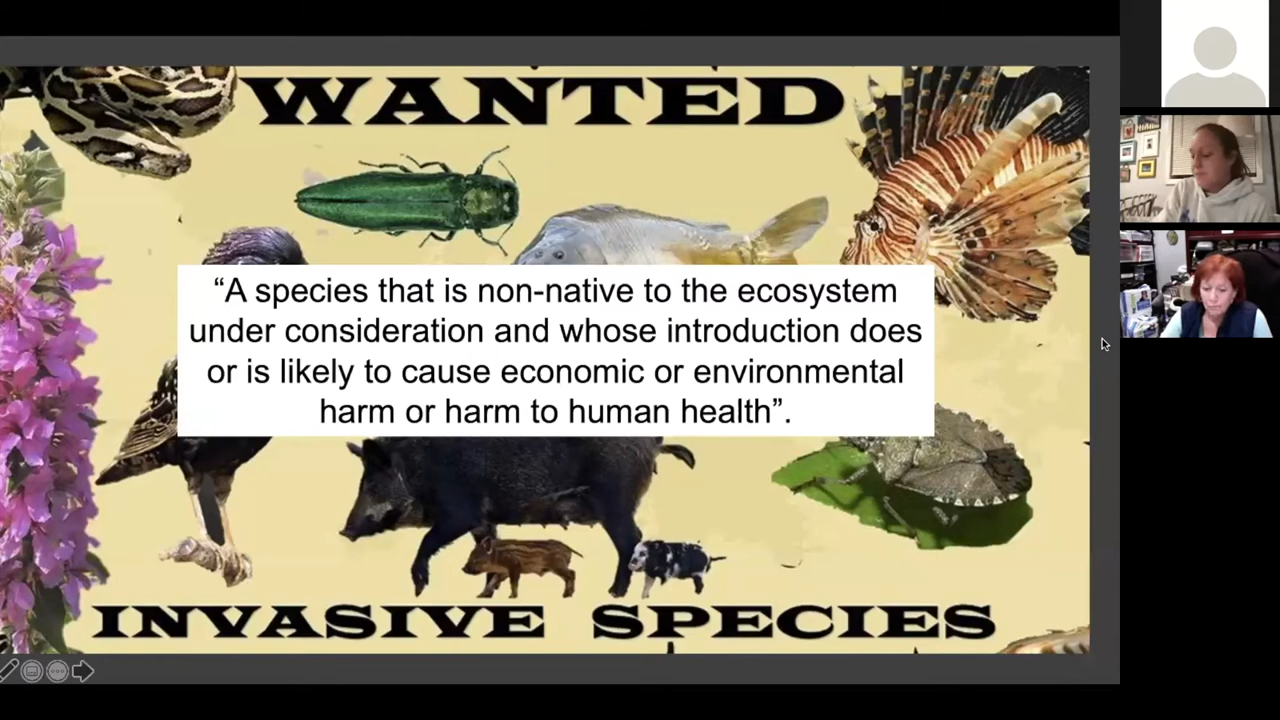 WANTED
“A species that is non-native to the ecosystem
under consideration and whose introduction does
or is likely to cause economic or environmental
harm or harm to human health”.
INVASIVE SPECIES